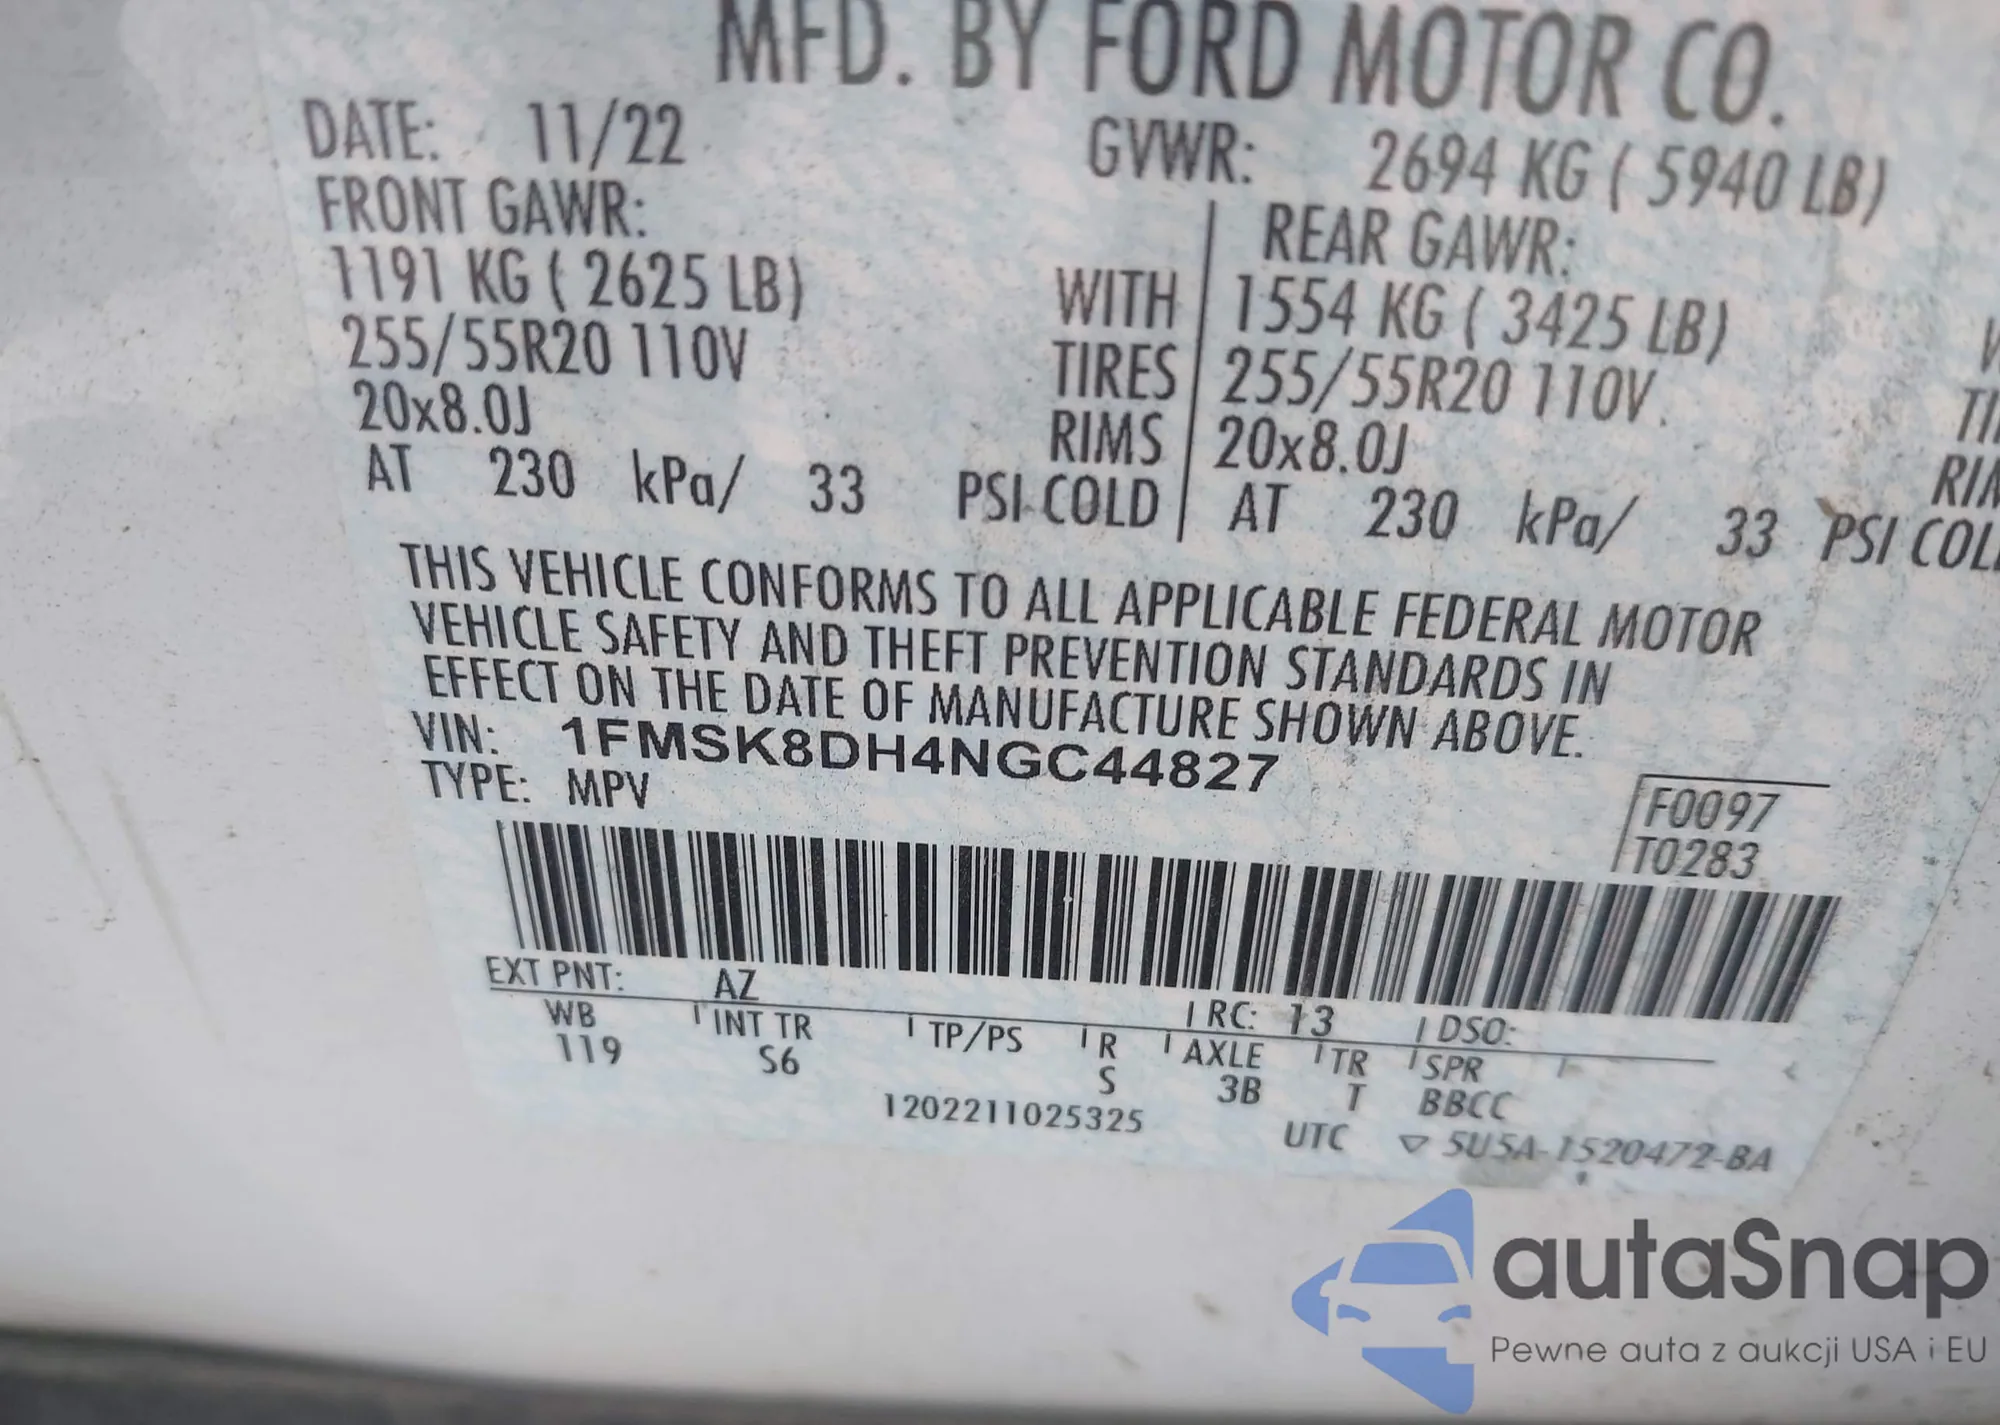 MFD. BY FORD MOTOR CO.
DATE: 11/22 GVWR: 2694 KG ( 5940 LB)
FRONT GAWR: REAR GAWR:
1191 KG ( 2625 LB) WITH 1554 KG ( 3425 LB)
255/55R20 110V TIRES 255/55R20 110V
20x8.0J RIMS 20x8.0J
AT 230 kPa/ 33 PSI COLD AT 230 kPa/ 33 PSI
THIS VEHICLE CONFORMS TO ALL APPLICABLE FEDERAL MOTOR
VEHICLE SAFETY AND THEFT PREVENTION STANDARDS IN
EFFECT ON THE DATE OF MANUFACTURE SHOWN ABOVE.
VIN: 1FMSK8DH4NGC44827
TYPE: MPV
F0097
T0283
EXT PNT: AZ RC: 13 DSO:
WB INT TR TP/PS R AXLE TR SPR
119 S6 S 3B T BBCC
1202211025325 UTC ▽ 5U5A-1520472-BA
autaSnap
Pewne auta z aukcji USA i EU